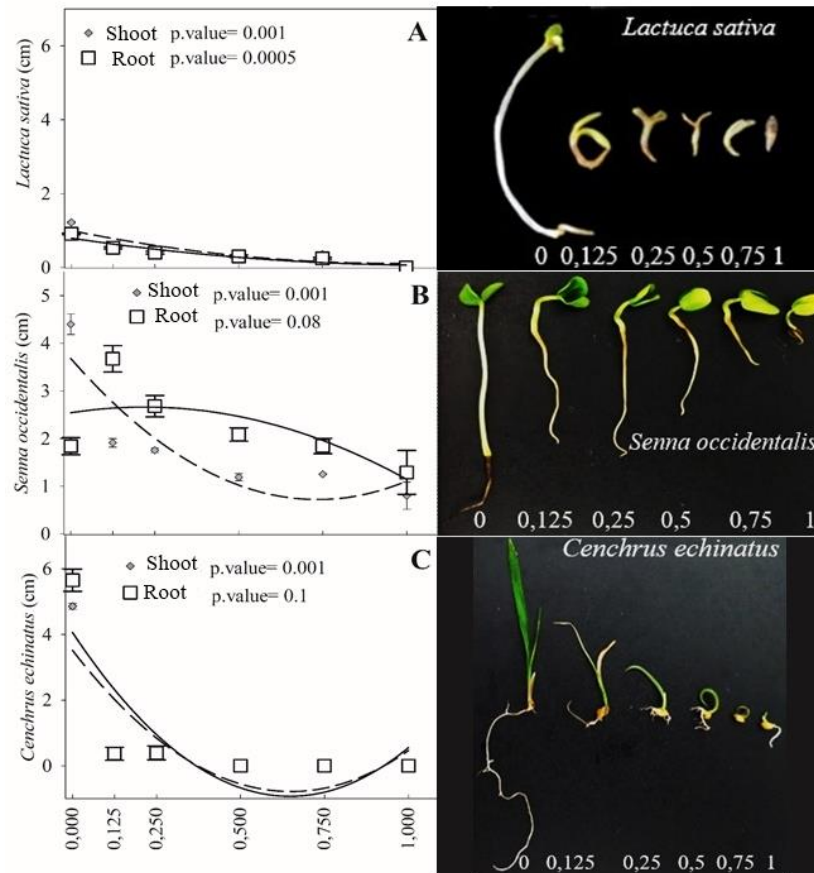 A
Shoot p.value= 0.001
Root p.value= 0.0005
Lactuca sativa (cm)
6
4
2
0
Lactuca sativa
0 0,125 0,25 0,5 0,75 1
B
Shoot p.value= 0.001
Root p.value= 0.08
Senna occidentalis (cm)
5
4
3
2
1
0
Senna occidentalis
0 0,125 0,25 0,5 0,75 1
C
Shoot p.value= 0.001
Root p.value= 0.1
Cenchrus echinatus (cm)
6
4
2
0
0,000 0,125 0,250 0,500 0,750 1,000
Cenchrus echinatus
0 0,125 0,25 0,5 0,75 1